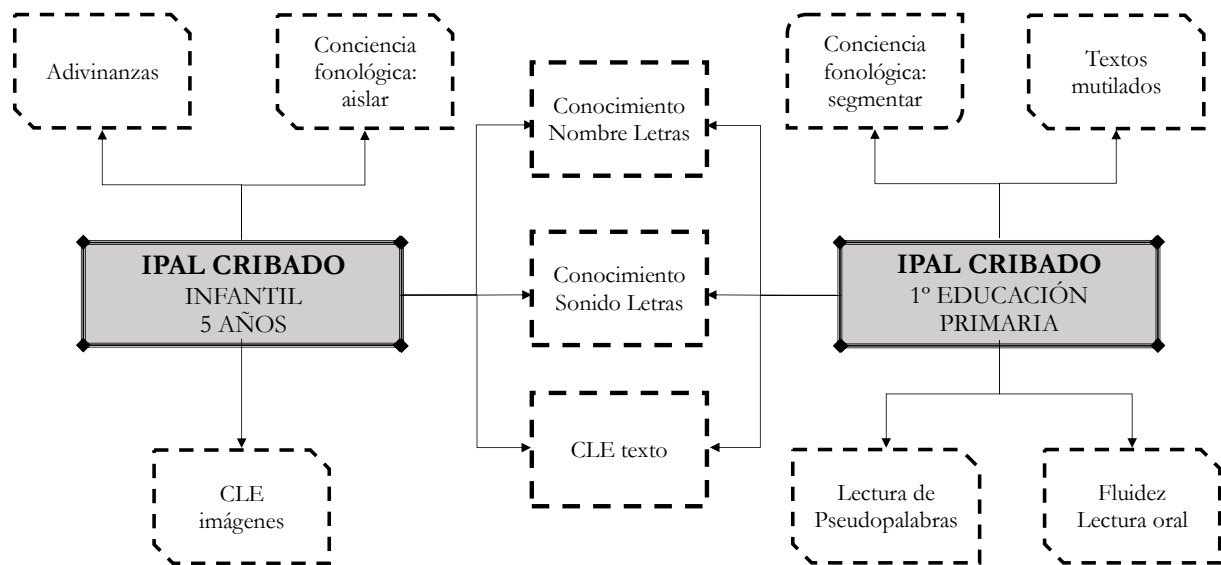 Adivinanzas
Conciencia
fonológica:
aislar
Conocimiento
Nombre Letras
Conciencia
fonológica:
segmentar
Textos
mutilados
IPAL CRIBADO
INFANTIL
5 AÑOS
Conocimiento
Sonido Letras
IPAL CRIBADO
1º EDUCACIÓN
PRIMARIA
CLE
imágenes
CLE texto
Lectura de
Pseudopalabras
Fluidez
Lectura oral